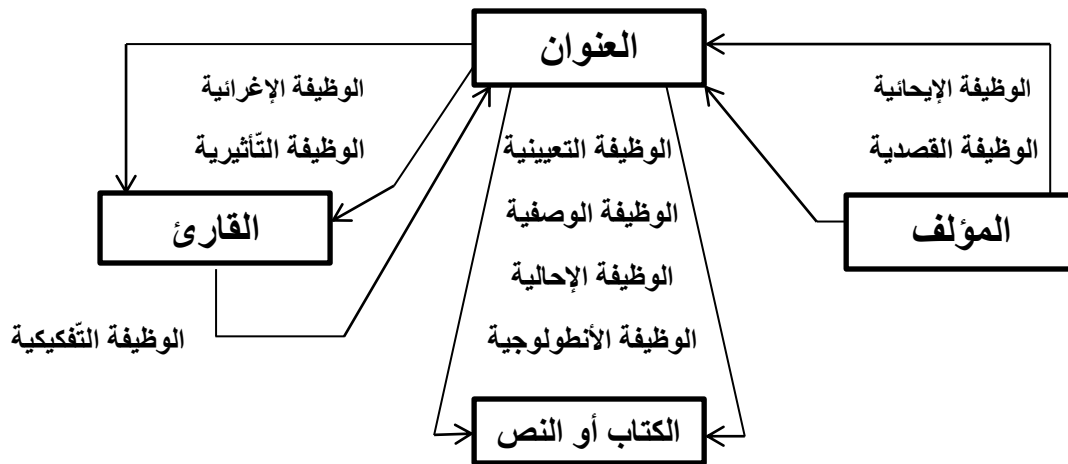 العنوان
الوظيفة الإيحائية
الوظيفة القصدية
المؤلف
الوظيفة الإغرائية
الوظيفة التّأثيرية
القارئ
الوظيفة التّفكيكية
الوظيفة التعيينية
الوظيفة الوصفية
الوظيفة الإحالية
الوظيفة الأنطولوجية
الكتاب أو النص